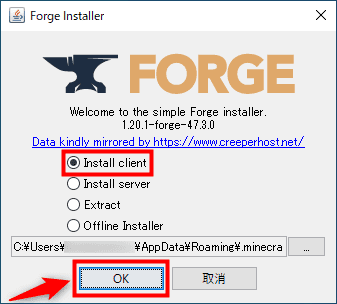 Forge Installer
FORGE
Welcome to the simple Forge installer.
1.20.1-forge-47.3.0
Data kindly mirrored by https://www.creeperhost.net/
Install client
Install server
Extract
Offline Installer
C:¥Users¥ ¥AppData¥Roaming¥.minecra
...
OK
取消